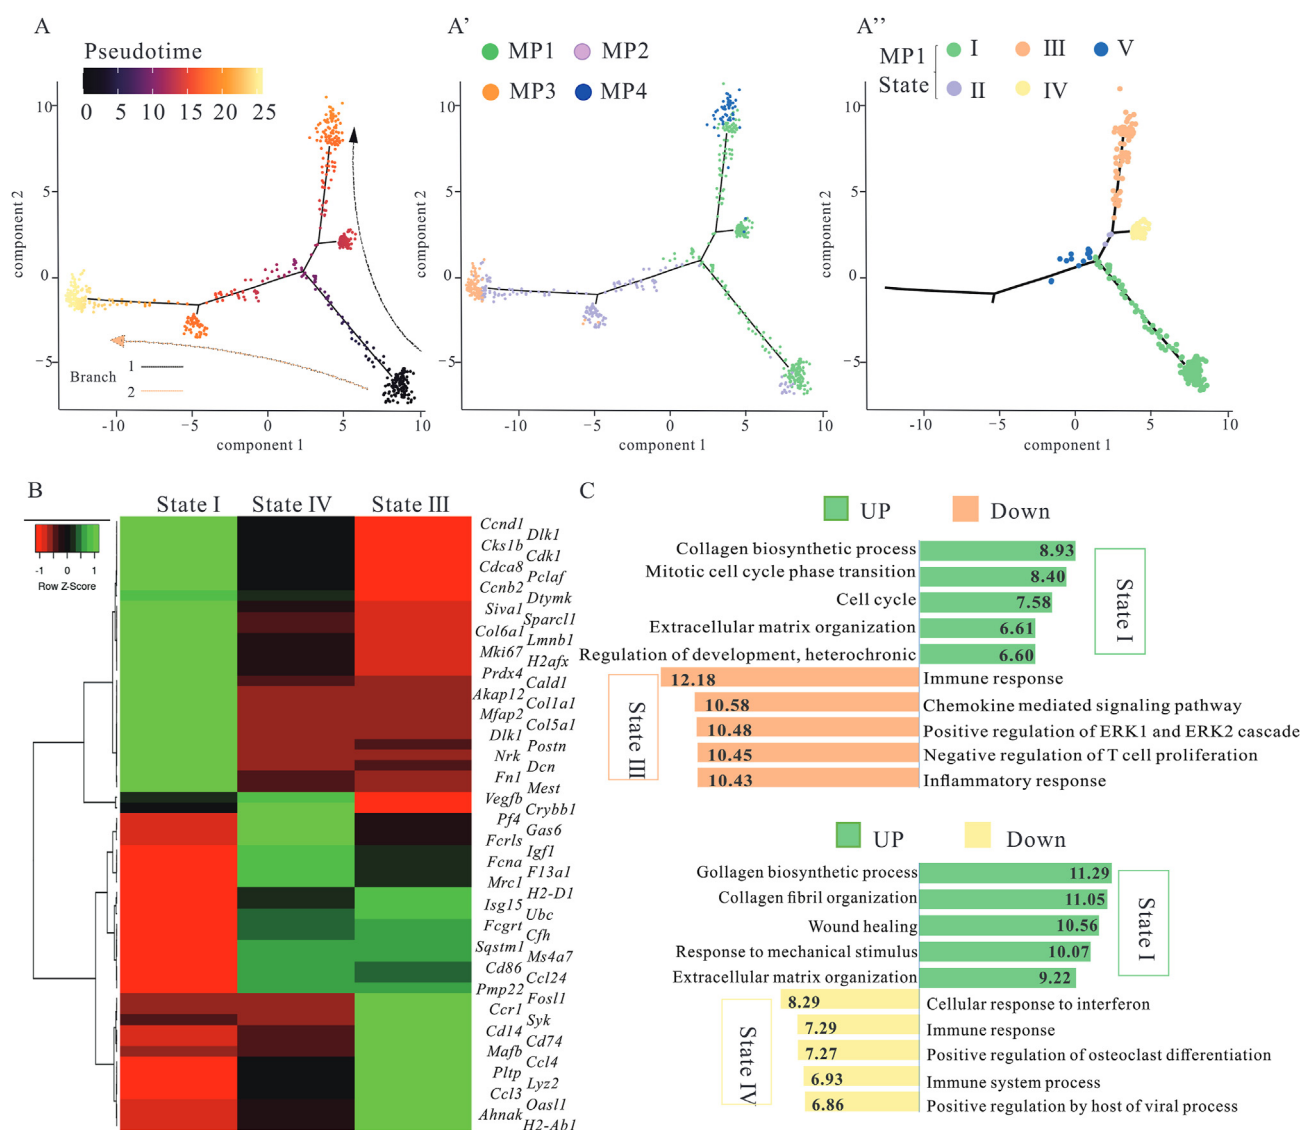 A
Pseudotime
0 5 10 15 20 25
10
5
0
−5
component 2
Branch
1
2
-10 -5 0 5 10
component 1
A'
MP1 MP2
MP3 MP4
10
5
0
−5
component 2
-10 -5 0 5 10
component 1
A''
MP1
State
I III V
II IV
10
5
0
−5
component 2
-10 -5 0 5 10
component 1
B
State I State IV State III
-1 0 1
Row Z-Score
Ccnd1
Dlk1
Cks1b
Cdk1
Cdca8
Pclaf
Ccnb2
Dtymk
Siva1
Sparcl1
Col6a1
Lmnb1
Mki67
H2afx
Prdx4
Cald1
Akap12
Col1a1
Mfap2
Col5a1
Dlk1
Postn
Nrk
Dcn
Fn1
Mest
Vegfb
Crybb1
Pf4
Gas6
Fcrls
Igf1
Fcna
F13a1
Mrc1
H2-D1
Isg15
Ubc
Fcgrt
Cfh
Sqstm1
Ms4a7
Cd86
Ccl24
Pmp22
Fosl1
Ccr1
Syk
Cd14
Cd74
Mafb
Ccl4
Pltp
Lyz2
Ccl3
Oasl1
Ahnak
H2-Ab1
C
UP Down
Collagen biosynthetic process 8.93
Mitotic cell cycle phase transition 8.40
Cell cycle 7.58
Extracellular matrix organization 6.61
Regulation of development, heterochronic 6.60
State I
12.18 Immune response
10.58 Chemokine mediated signaling pathway
10.48 Positive regulation of ERK1 and ERK2 cascade
10.45 Negative regulation of T cell proliferation
10.43 Inflammatory response
State III
UP Down
Gollagen biosynthetic process 11.29
Collagen fibril organization 11.05
Wound healing 10.56
Response to mechanical stimulus 10.07
Extracellular matrix organization 9.22
State I
8.29 Cellular response to interferon
7.29 Immune response
7.27 Positive regulation of osteoclast differentiation
6.93 Immune system process
6.86 Positive regulation by host of viral process
State IV